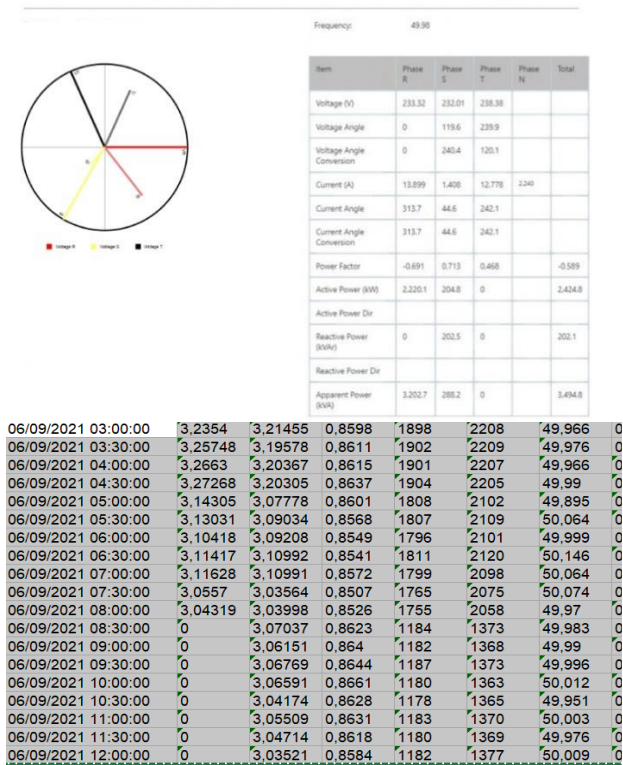 Frequency: 49.98
Item Phase R Phase S Phase T Phase N Total
Voltage (V) 233.32 232.01 238.38
Voltage Angle 0 119.6 239.9
Voltage Angle Conversion 0 240.4 120.1
Current (A) 13.899 1.408 12.778 2.240
Current Angle 313.7 44.6 242.1
Current Angle Conversion 313.7 44.6 242.1
Power Factor -0.691 0.713 0.468 -0.589
Active Power (kW) 2,220.1 204.8 0 2,424.8
Active Power Dir
Reactive Power (kVAr) 0 202.5 0 202.1
Reactive Power Dir
Apparent Power (kVA) 3,202.7 288.2 0 3,494.8
Voltage R Voltage S Voltage T
06/09/2021 03:00:00 3,2354 3,21455 0,8598 1898 2208 49,966 0
06/09/2021 03:30:00 3,25748 3,19578 0,8611 1902 2209 49,976 0
06/09/2021 04:00:00 3,2663 3,20367 0,8615 1901 2207 49,966 0
06/09/2021 04:30:00 3,27268 3,20305 0,8637 1904 2205 49,99 0
06/09/2021 05:00:00 3,14305 3,07778 0,8601 1808 2102 49,895 0
06/09/2021 05:30:00 3,13031 3,09034 0,8568 1807 2109 50,064 0
06/09/2021 06:00:00 3,10418 3,09208 0,8549 1796 2101 49,999 0
06/09/2021 06:30:00 3,11417 3,10992 0,8541 1811 2120 50,146 0
06/09/2021 07:00:00 3,11628 3,10991 0,8572 1799 2098 50,064 0
06/09/2021 07:30:00 3,0557 3,03564 0,8507 1765 2075 50,074 0
06/09/2021 08:00:00 3,04319 3,03998 0,8526 1755 2058 49,97 0
06/09/2021 08:30:00 0 3,07037 0,8623 1184 1373 49,983 0
06/09/2021 09:00:00 0 3,06151 0,864 1182 1368 49,99 0
06/09/2021 09:30:00 0 3,06769 0,8644 1187 1373 49,996 0
06/09/2021 10:00:00 0 3,06591 0,8661 1180 1363 50,012 0
06/09/2021 10:30:00 0 3,04174 0,8628 1178 1365 49,951 0
06/09/2021 11:00:00 0 3,05509 0,8631 1183 1370 50,003 0
06/09/2021 11:30:00 0 3,04714 0,8618 1180 1369 49,976 0
06/09/2021 12:00:00 0 3,03521 0,8584 1182 1377 50,009 0